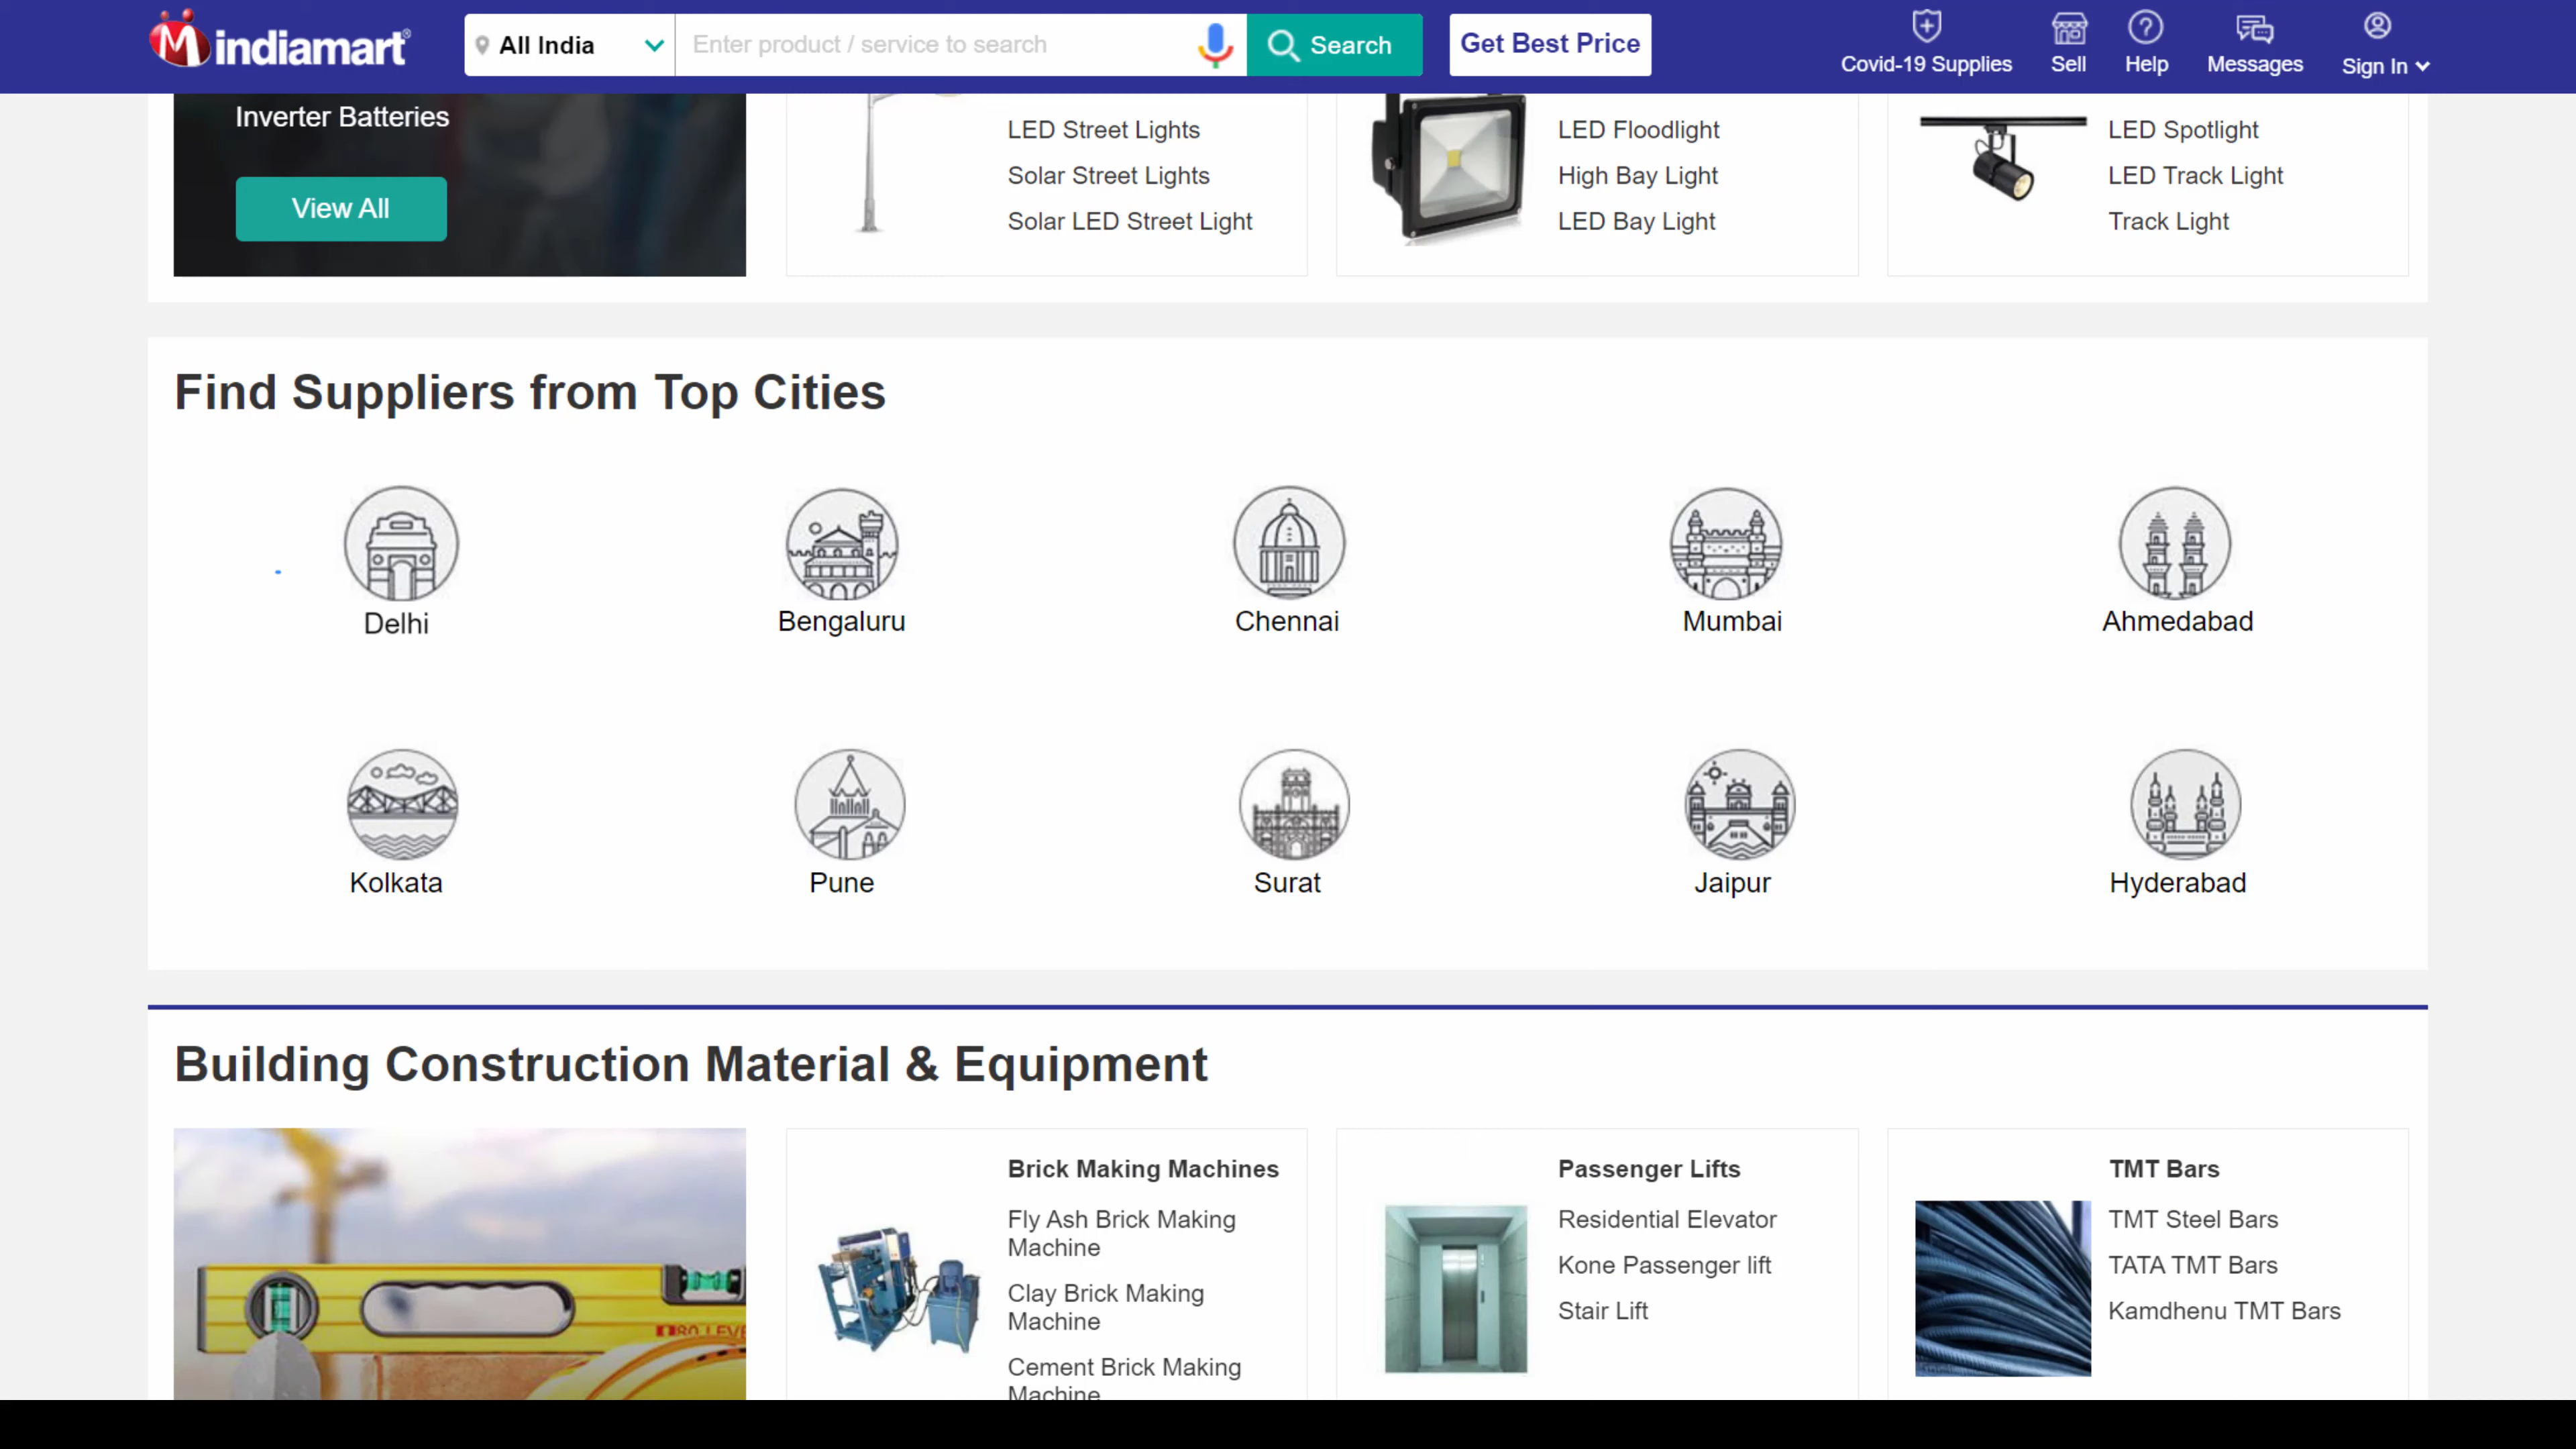 indiamart
All India
Enter product / service to search
Search
Get Best Price
Covid-19 Supplies
Sell
Help
Messages
Sign In
Inverter Batteries
View All
LED Street Lights
Solar Street Lights
Solar LED Street Light
LED Floodlight
High Bay Light
LED Bay Light
LED Spotlight
LED Track Light
Track Light
Find Suppliers from Top Cities
Delhi
Bengaluru
Chennai
Mumbai
Ahmedabad
Kolkata
Pune
Surat
Jaipur
Hyderabad
Building Construction Material & Equipment
Brick Making Machines
Fly Ash Brick Making
Machine
Clay Brick Making
Machine
Cement Brick Making
Machine
Passenger Lifts
Residential Elevator
Kone Passenger lift
Stair Lift
TMT Bars
TMT Steel Bars
TATA TMT Bars
Kamdhenu TMT Bars